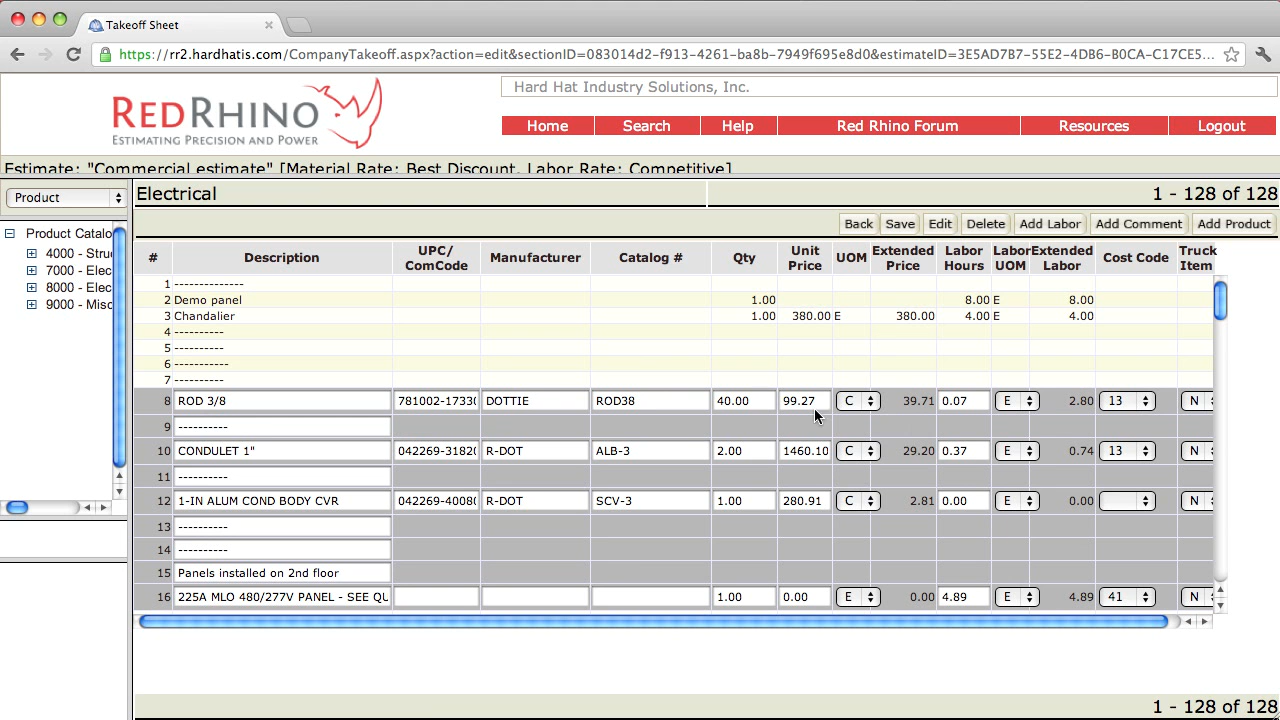 Takeoff Sheet
https://rr2.hardhatis.com/CompanyTakeoff.aspx?action=edit&sectionID=083014d2-f913-4261-ba8b-7949f695e8d0&estimateID=3E5AD7B7-55E2-4DB6-B0CA-C17CE5...
REDRHINO
ESTIMATING PRECISION AND POWER
Hard Hat Industry Solutions, Inc.
Home Search Help Red Rhino Forum Resources Logout
Estimate: "Commercial estimate" [Material Rate: Best Discount, Labor Rate: Competitive]
Product
Product Catalo
4000 - Struc
7000 - Elec
8000 - Elec
9000 - Misc
Electrical 1 - 128 of 128
Back Save Edit Delete Add Labor Add Comment Add Product
# Description UPC/ComCode Manufacturer Catalog # Qty Unit Price UOM Extended Price Labor Hours Labor UOM Extended Labor Cost Code Truck Item
1 --------------
2 Demo panel 1.00 8.00 E 8.00
3 Chandalier 1.00 380.00 E 380.00 4.00 E 4.00
4 ----------
5 ----------
6 -----------
7 ----------
8 ROD 3/8 781002-1733( DOTTIE ROD38 40.00 99.27 C 39.71 0.07 E 2.80 13 N
9 ----------
10 CONDULET 1" 042269-3182( R-DOT ALB-3 2.00 1460.10 C 29.20 0.37 E 0.74 13 N
11 ----------
12 1-IN ALUM COND BODY CVR 042269-4008( R-DOT SCV-3 1.00 280.91 C 2.81 0.00 E 0.00 N
13 ----------
14 ----------
15 Panels installed on 2nd floor
16 225A MLO 480/277V PANEL - SEE QU 1.00 0.00 E 0.00 4.89 E 4.89 41 N
1 - 128 of 128